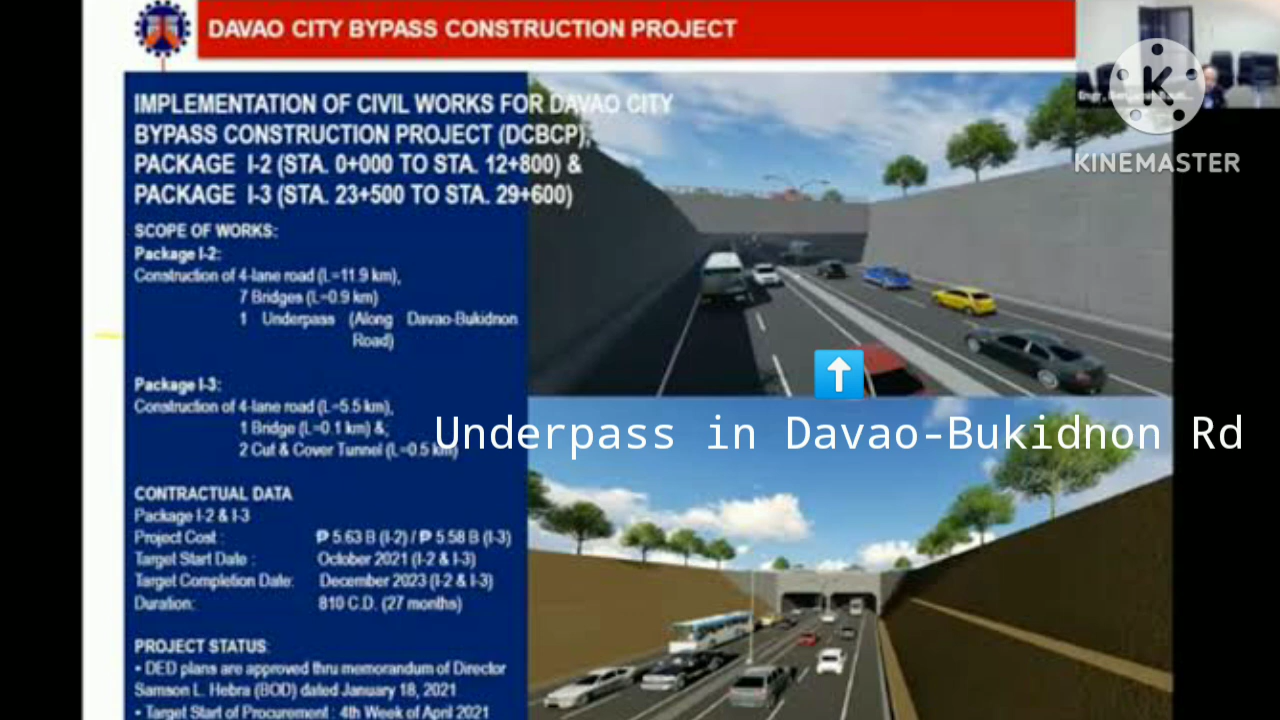 DAVAO CITY BYPASS CONSTRUCTION PROJECT
KINEMASTER
IMPLEMENTATION OF CIVIL WORKS FOR DAVAO CITY
BYPASS CONSTRUCTION PROJECT (DCBCP),
PACKAGE I-2 (STA. 0+000 TO STA. 12+800) &
PACKAGE I-3 (STA. 23+500 TO STA. 29+600)
SCOPE OF WORKS:
Package I-2:
Construction of 4-lane road (L=11.9 km),
7 Bridges (L=0.9 km)
1 Underpass (Along Davao-Bukidnon
Road)
Package I-3:
Construction of 4-lane road (L=5.5 km),
1 Bridge (L=0.1 km) &
2 Cut & Cover Tunnel (L=0.5 km)
Underpass in Davao-Bukidnon Rd
CONTRACTUAL DATA
Package I-2 & I-3
Project Cost : ₱ 5.63 B (I-2) / ₱ 5.58 B (I-3)
Target Start Date : October 2021 (I-2 & I-3)
Target Completion Date: December 2023 (I-2 & I-3)
Duration: 810 C.D. (27 months)
PROJECT STATUS:
• DED plans are approved thru memorandum of Director
Samson L. Hebra (BOD) dated January 18, 2021
• Target Start of Procurement : 4th Week of April 2021